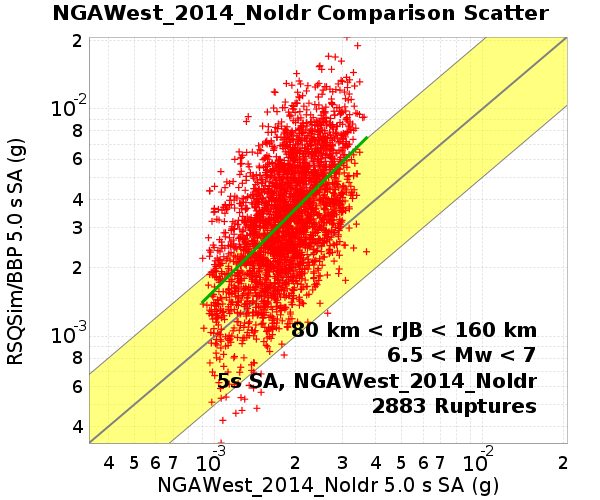 NGAWest_2014_NoIdr Comparison Scatter
2
10-2
8
6
4
3
2
10-3
8
6
4
RSQSim/BBP 5.0 s SA (g)
80 km < rJB < 160 km
6.5 < Mw < 7
5s SA, NGAWest_2014_NoIdr
2883 Ruptures
4 5 6 7 10-3 2 3 4 5 6 7 10-2 2
NGAWest_2014_NoIdr 5.0 s SA (g)